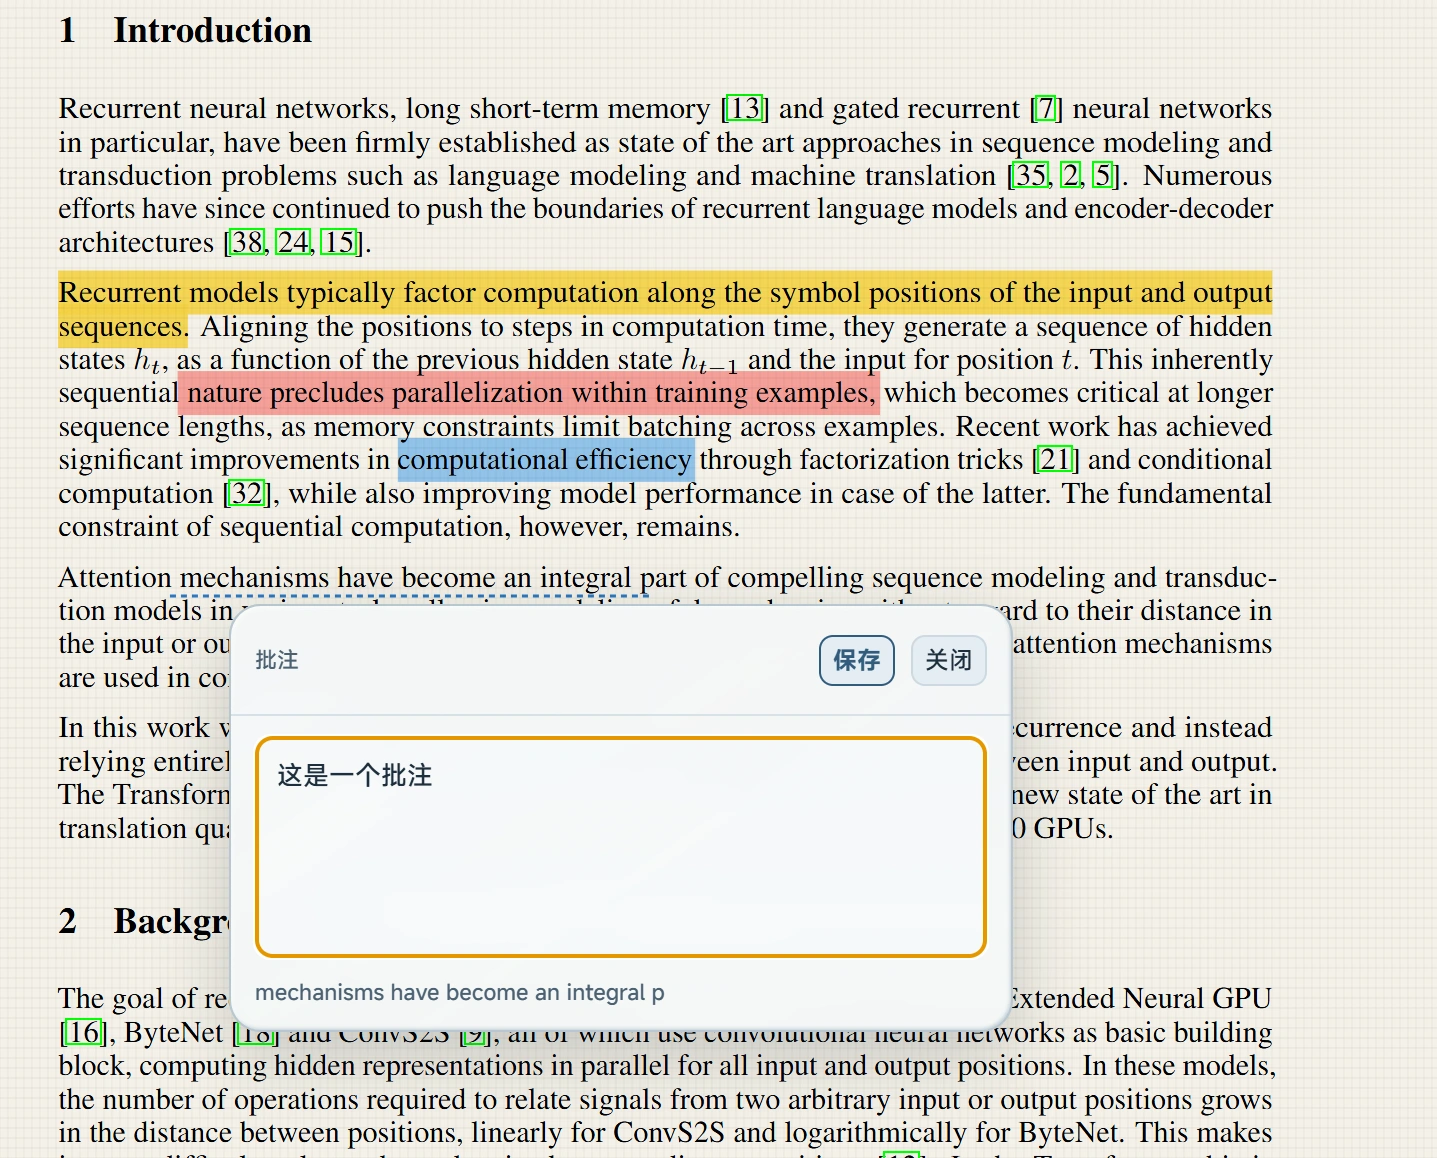 1 Introduction
Recurrent neural networks, long short-term memory [13] and gated recurrent [7] neural networks
in particular, have been firmly established as state of the art approaches in sequence modeling and
transduction problems such as language modeling and machine translation [35, 2, 5]. Numerous
efforts have since continued to push the boundaries of recurrent language models and encoder-decoder
architectures [38, 24, 15].
Recurrent models typically factor computation along the symbol positions of the input and output
sequences. Aligning the positions to steps in computation time, they generate a sequence of hidden
states hₜ, as a function of the previous hidden state hₜ₋₁ and the input for position t. This inherently
sequential nature precludes parallelization within training examples, which becomes critical at longer
sequence lengths, as memory constraints limit batching across examples. Recent work has achieved
significant improvements in computational efficiency through factorization tricks [21] and conditional
computation [32], while also improving model performance in case of the latter. The fundamental
constraint of sequential computation, however, remains.
Attention mechanisms have become an integral part of compelling sequence modeling and transduc-
tion models in to their distance in
the input or attention mechanisms
are used in
In this work and instead
relying input and output.
The new state of the art in
translation GPUs.
批注
保存
关闭
这是一个批注
mechanisms have become an integral p
2
The goal of Extended Neural GPU
[16], ByteNet [18] and ConvS2S [9], all of which use convolutional neural networks as basic building
block, computing hidden representations in parallel for all input and output positions. In these models,
the number of operations required to relate signals from two arbitrary input or output positions grows
in the distance between positions, linearly for ConvS2S and logarithmically for ByteNet. This makes